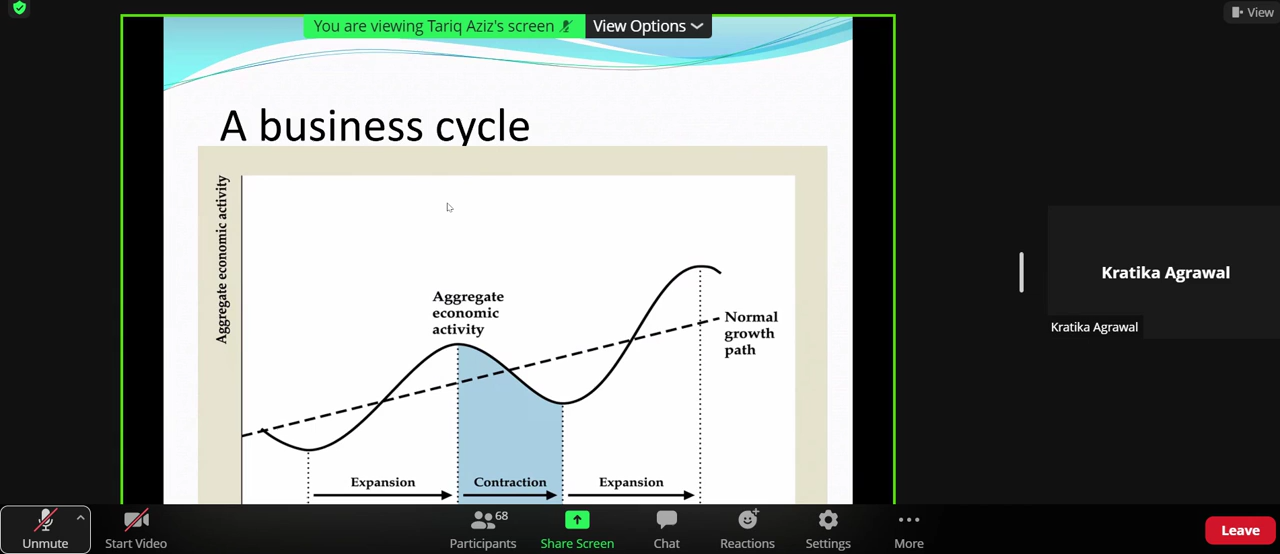 You are viewing Tariq Aziz's screen
View Options
View
A business cycle
Aggregate economic activity
Aggregate
economic
activity
Normal
growth
path
Expansion
Contraction
Expansion
Kratika Agrawal
Kratika Agrawal
Unmute
Start Video
68
Participants
Share Screen
Chat
Reactions
Settings
More
Leave